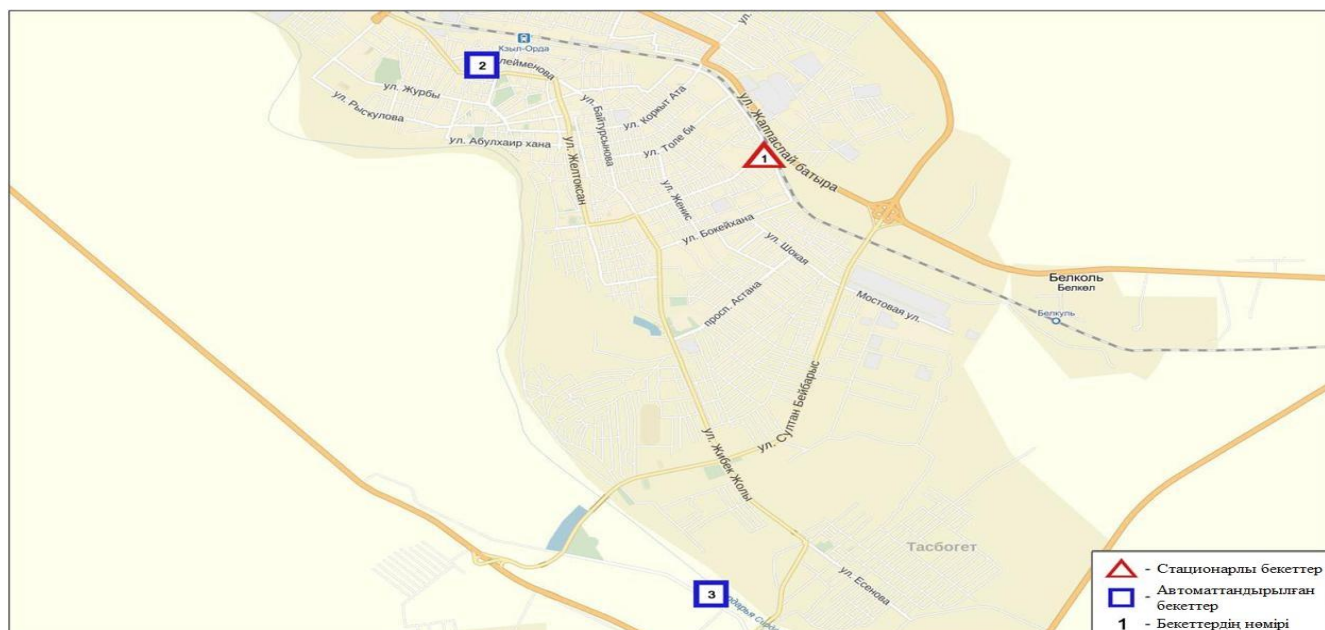 Кзыл-Орда
2
лейменова
ул. Журбы
ул. Рыскулова
ул. Абулхаир хана
ул. Байтурсынова
ул. Коркыт Ата
ул. Толе би
ул. Желтоксан
ул. Женис
1
ул. Жаппаспай батыра
ул. Бокейхана
ул. Шокая
просп. Астана
Мостовая ул.
Белколь
Белкөл
Белкуль
ул. Султан Бейбарыс
ул. Жибек Жолы
Тасбогет
ул. Есенова
3
- Стационарлы бекеттер
- Автоматтандырылған
бекеттер
1 - Бекеттердің нөмірі